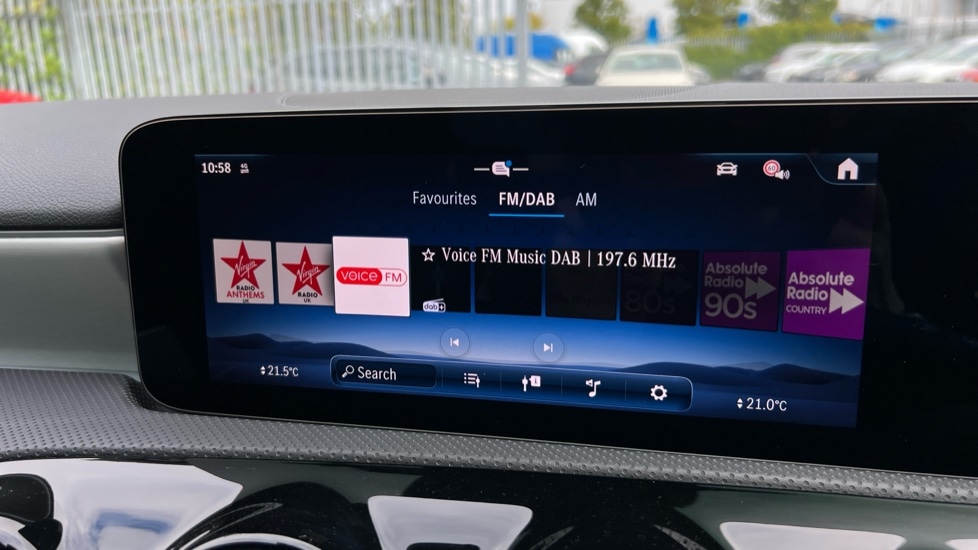 10:58 4G
Favourites FM/DAB AM
Virgin RADIO ANTHEMS UK
Virgin RADIO UK
VOICE FM
☆ Voice FM Music DAB | 197.6 MHz
dab+
80s
Absolute Radio 90s
Absolute Radio COUNTRY
21.5°C
Search
21.0°C